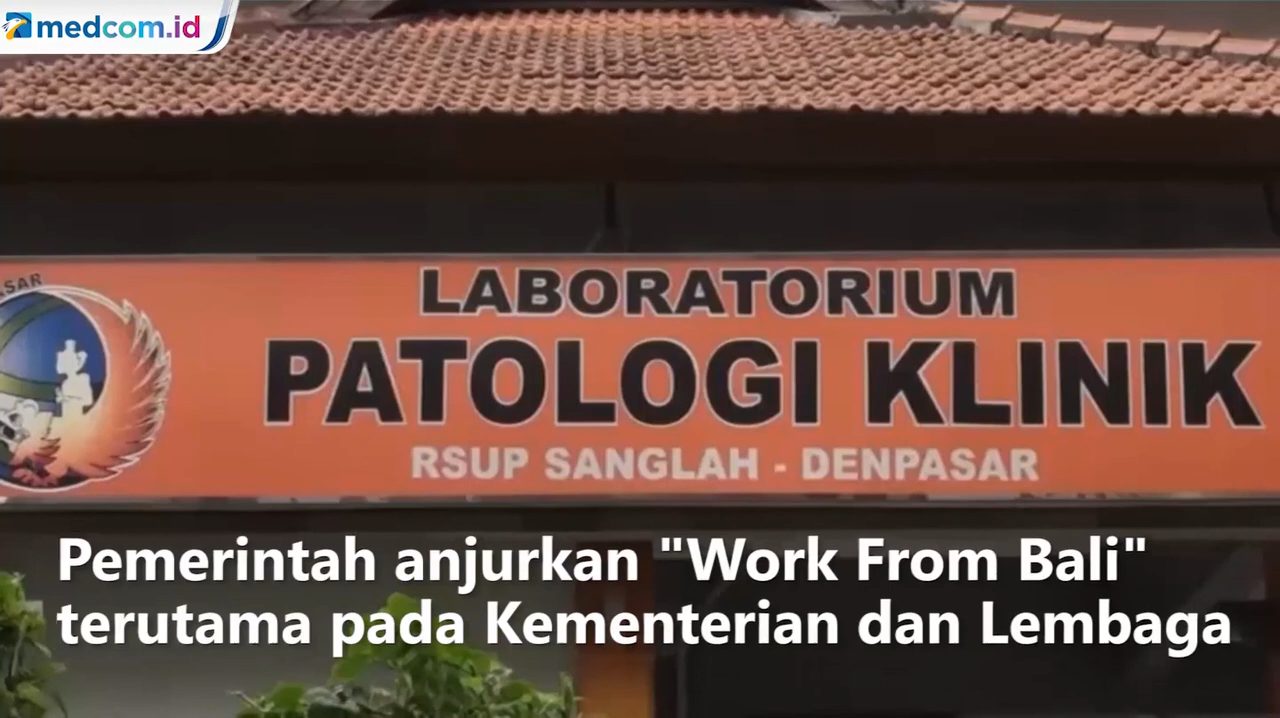 medcom.id
LABORATORIUM
PATOLOGI KLINIK
RSUP SANGLAH - DENPASAR
Pemerintah anjurkan "Work From Bali"
terutama pada Kementerian dan Lembaga